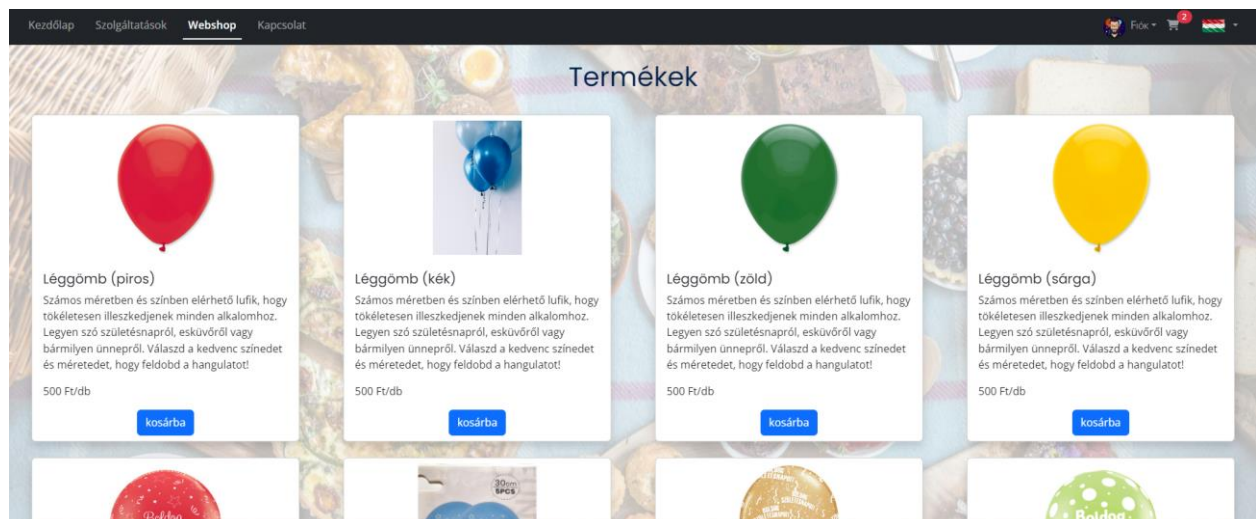 Kezdőlap Szolgáltatások Webshop Kapcsolat Fiók 2
Termékek
Léggömb (piros)
Számos méretben és színben elérhető lufik, hogy
tökéletesen illeszkedjenek minden alkalomhoz.
Legyen szó születésnapról, esküvőről vagy
bármilyen ünnepről. Válaszd a kedvenc színedet
és méretedet, hogy feldobd a hangulatot!
500 Ft/db
kosárba
Léggömb (kék)
Számos méretben és színben elérhető lufik, hogy
tökéletesen illeszkedjenek minden alkalomhoz.
Legyen szó születésnapról, esküvőről vagy
bármilyen ünnepről. Válaszd a kedvenc színedet
és méretedet, hogy feldobd a hangulatot!
500 Ft/db
kosárba
Léggömb (zöld)
Számos méretben és színben elérhető lufik, hogy
tökéletesen illeszkedjenek minden alkalomhoz.
Legyen szó születésnapról, esküvőről vagy
bármilyen ünnepről. Válaszd a kedvenc színedet
és méretedet, hogy feldobd a hangulatot!
500 Ft/db
kosárba
Léggömb (sárga)
Számos méretben és színben elérhető lufik, hogy
tökéletesen illeszkedjenek minden alkalomhoz.
Legyen szó születésnapról, esküvőről vagy
bármilyen ünnepről. Válaszd a kedvenc színedet
és méretedet, hogy feldobd a hangulatot!
500 Ft/db
kosárba
Boldog
30cm
5PCS
Boldog